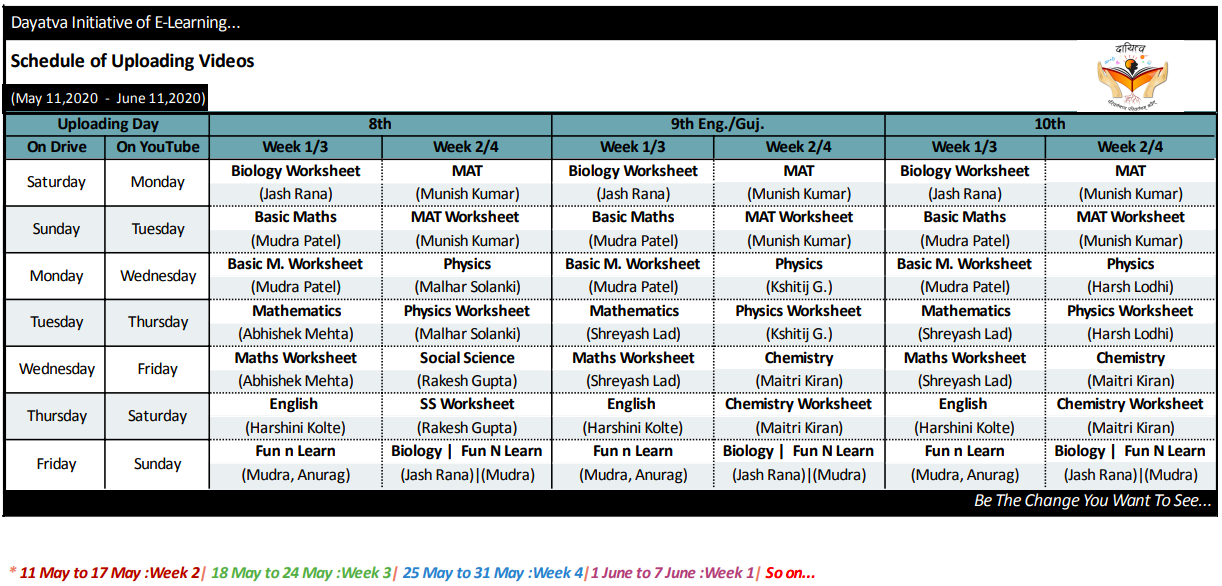 Dayatva Initiative of E-Learning...
Schedule of Uploading Videos
दायित्व
(May 11,2020 - June 11,2020)
Uploading Day 8th 9th Eng./Guj. 10th
On Drive On YouTube Week 1/3 Week 2/4 Week 1/3 Week 2/4 Week 1/3 Week 2/4
Saturday Monday Biology Worksheet MAT Biology Worksheet MAT Biology Worksheet MAT
(Jash Rana) (Munish Kumar) (Jash Rana) (Munish Kumar) (Jash Rana) (Munish Kumar)
Sunday Tuesday Basic Maths MAT Worksheet Basic Maths MAT Worksheet Basic Maths MAT Worksheet
(Mudra Patel) (Munish Kumar) (Mudra Patel) (Munish Kumar) (Mudra Patel) (Munish Kumar)
Monday Wednesday Basic M. Worksheet Physics Basic M. Worksheet Physics Basic M. Worksheet Physics
(Mudra Patel) (Malhar Solanki) (Mudra Patel) (Kshitij G.) (Mudra Patel) (Harsh Lodhi)
Tuesday Thursday Mathematics Physics Worksheet Mathematics Physics Worksheet Mathematics Physics Worksheet
(Abhishek Mehta) (Malhar Solanki) (Shreyash Lad) (Kshitij G.) (Shreyash Lad) (Harsh Lodhi)
Wednesday Friday Maths Worksheet Social Science Maths Worksheet Chemistry Maths Worksheet Chemistry
(Abhishek Mehta) (Rakesh Gupta) (Shreyash Lad) (Maitri Kiran) (Shreyash Lad) (Maitri Kiran)
Thursday Saturday English SS Worksheet English Chemistry Worksheet English Chemistry Worksheet
(Harshini Kolte) (Rakesh Gupta) (Harshini Kolte) (Maitri Kiran) (Harshini Kolte) (Maitri Kiran)
Friday Sunday Fun n Learn Biology | Fun N Learn Fun n Learn Biology | Fun N Learn Fun n Learn Biology | Fun N Learn
(Mudra, Anurag) (Jash Rana)|(Mudra) (Mudra, Anurag) (Jash Rana)|(Mudra) (Mudra, Anurag) (Jash Rana)|(Mudra)
Be The Change You Want To See...
* 11 May to 17 May :Week 2| 18 May to 24 May :Week 3| 25 May to 31 May :Week 4|1 June to 7 June :Week 1| So on...